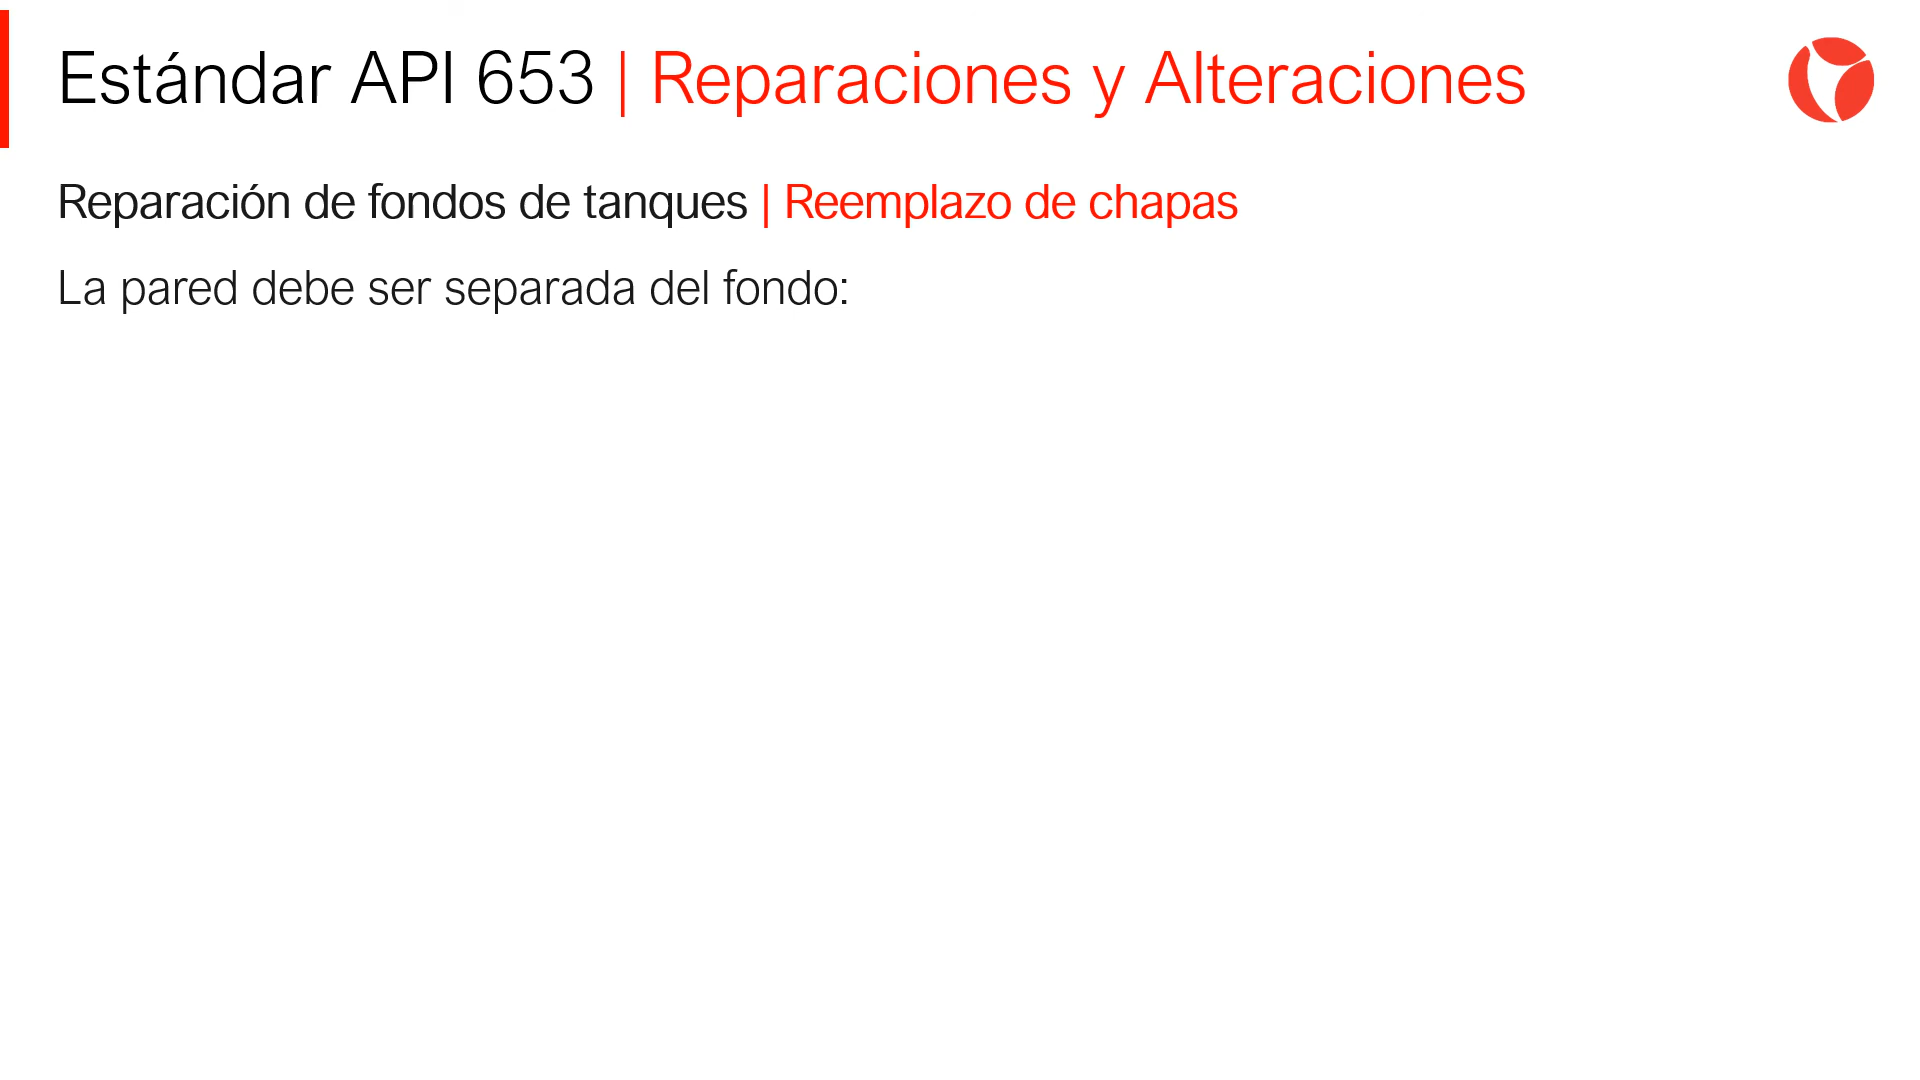 Estándar API 653 | Reparaciones y Alteraciones
Reparación de fondos de tanques | Reemplazo de chapas
La pared debe ser separada del fondo: